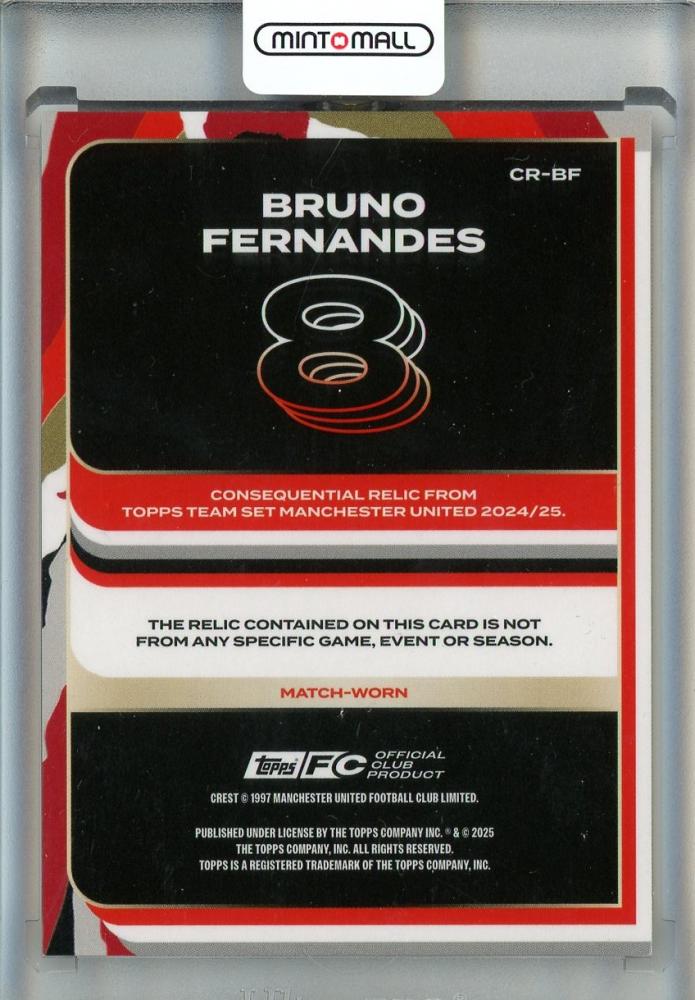 MINT MALL
CR-BF
BRUNO
FERNANDES
8
CONSEQUENTIAL RELIC FROM
TOPPS TEAM SET MANCHESTER UNITED 2024/25.
THE RELIC CONTAINED ON THIS CARD IS NOT
FROM ANY SPECIFIC GAME, EVENT OR SEASON.
MATCH-WORN
topps FC OFFICIAL
CLUB
PRODUCT
CREST © 1997 MANCHESTER UNITED FOOTBALL CLUB LIMITED.
PUBLISHED UNDER LICENSE BY THE TOPPS COMPANY INC. ® & © 2025
THE TOPPS COMPANY, INC. ALL RIGHTS RESERVED.
TOPPS IS A REGISTERED TRADEMARK OF THE TOPPS COMPANY, INC.